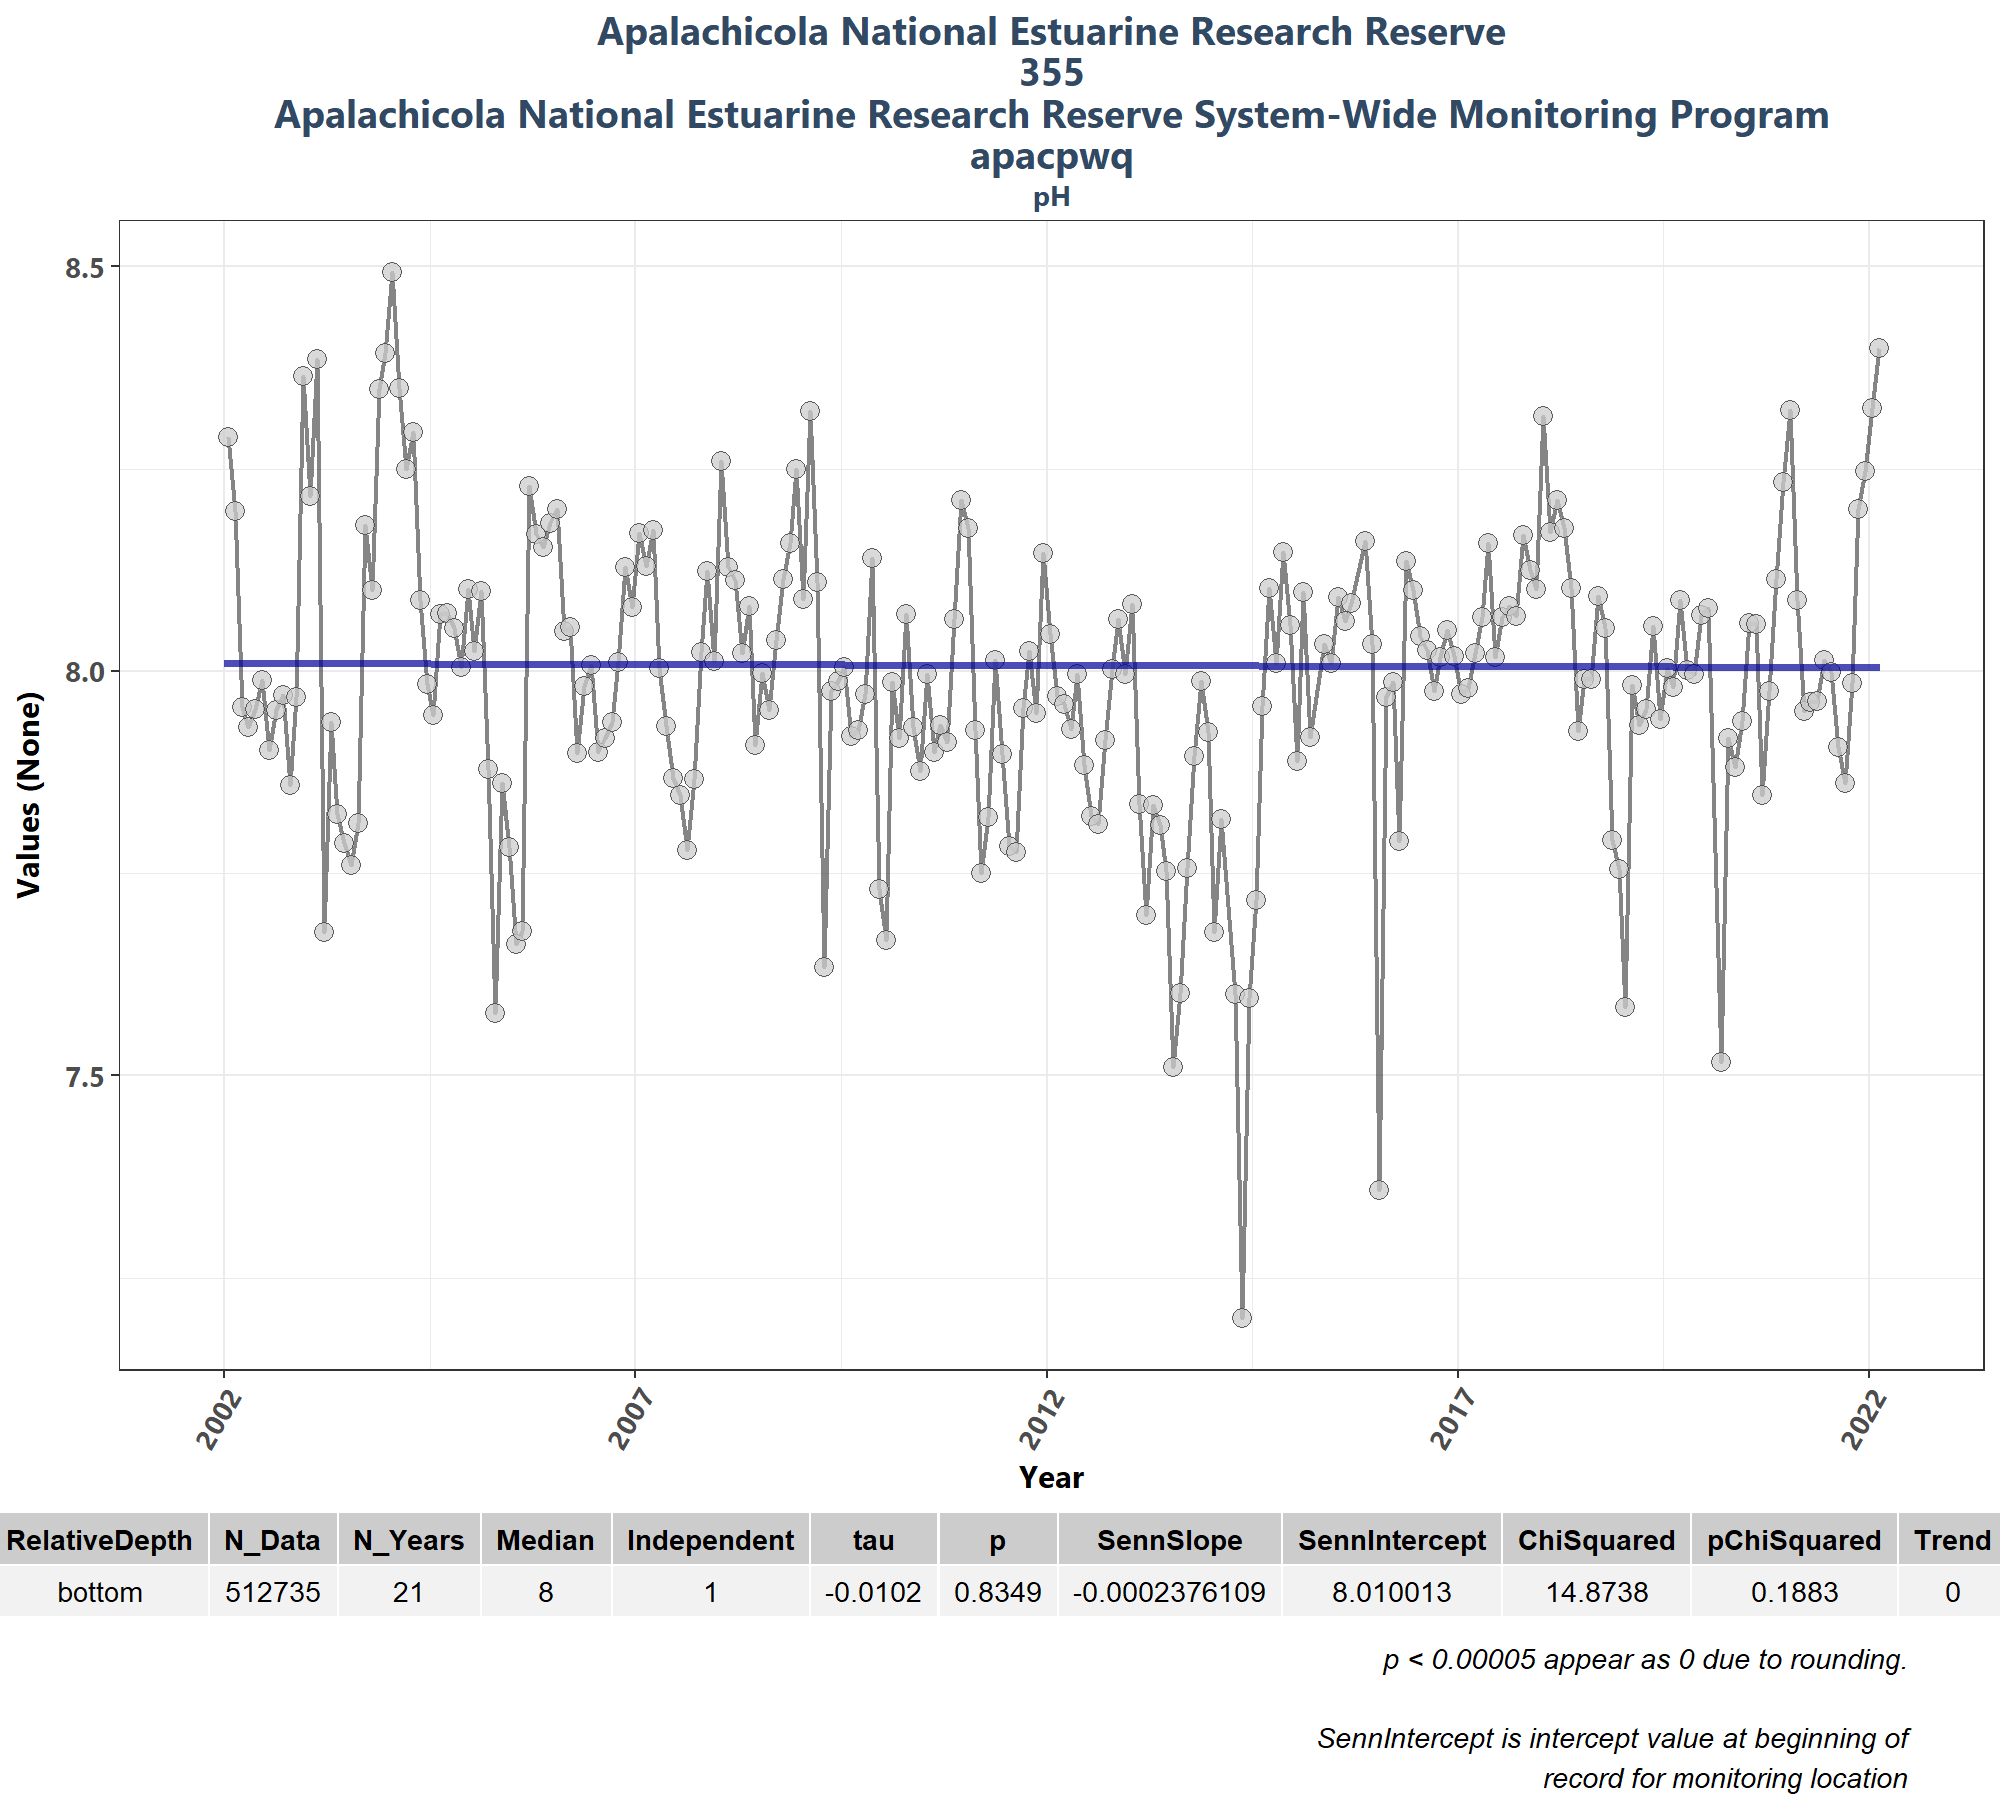 Apalachicola National Estuarine Research Reserve
355
Apalachicola National Estuarine Research Reserve System-Wide Monitoring Program
apacpwq
pH
8.5
8.0
7.5
Values (None)
2002
2007
2012
2017
2022
Year
RelativeDepth N_Data N_Years Median Independent tau p SennSlope SennIntercept ChiSquared pChiSquared Trend
bottom 512735 21 8 1 -0.0102 0.8349 -0.0002376109 8.010013 14.8738 0.1883 0
p < 0.00005 appear as 0 due to rounding.
SennIntercept is intercept value at beginning of
record for monitoring location